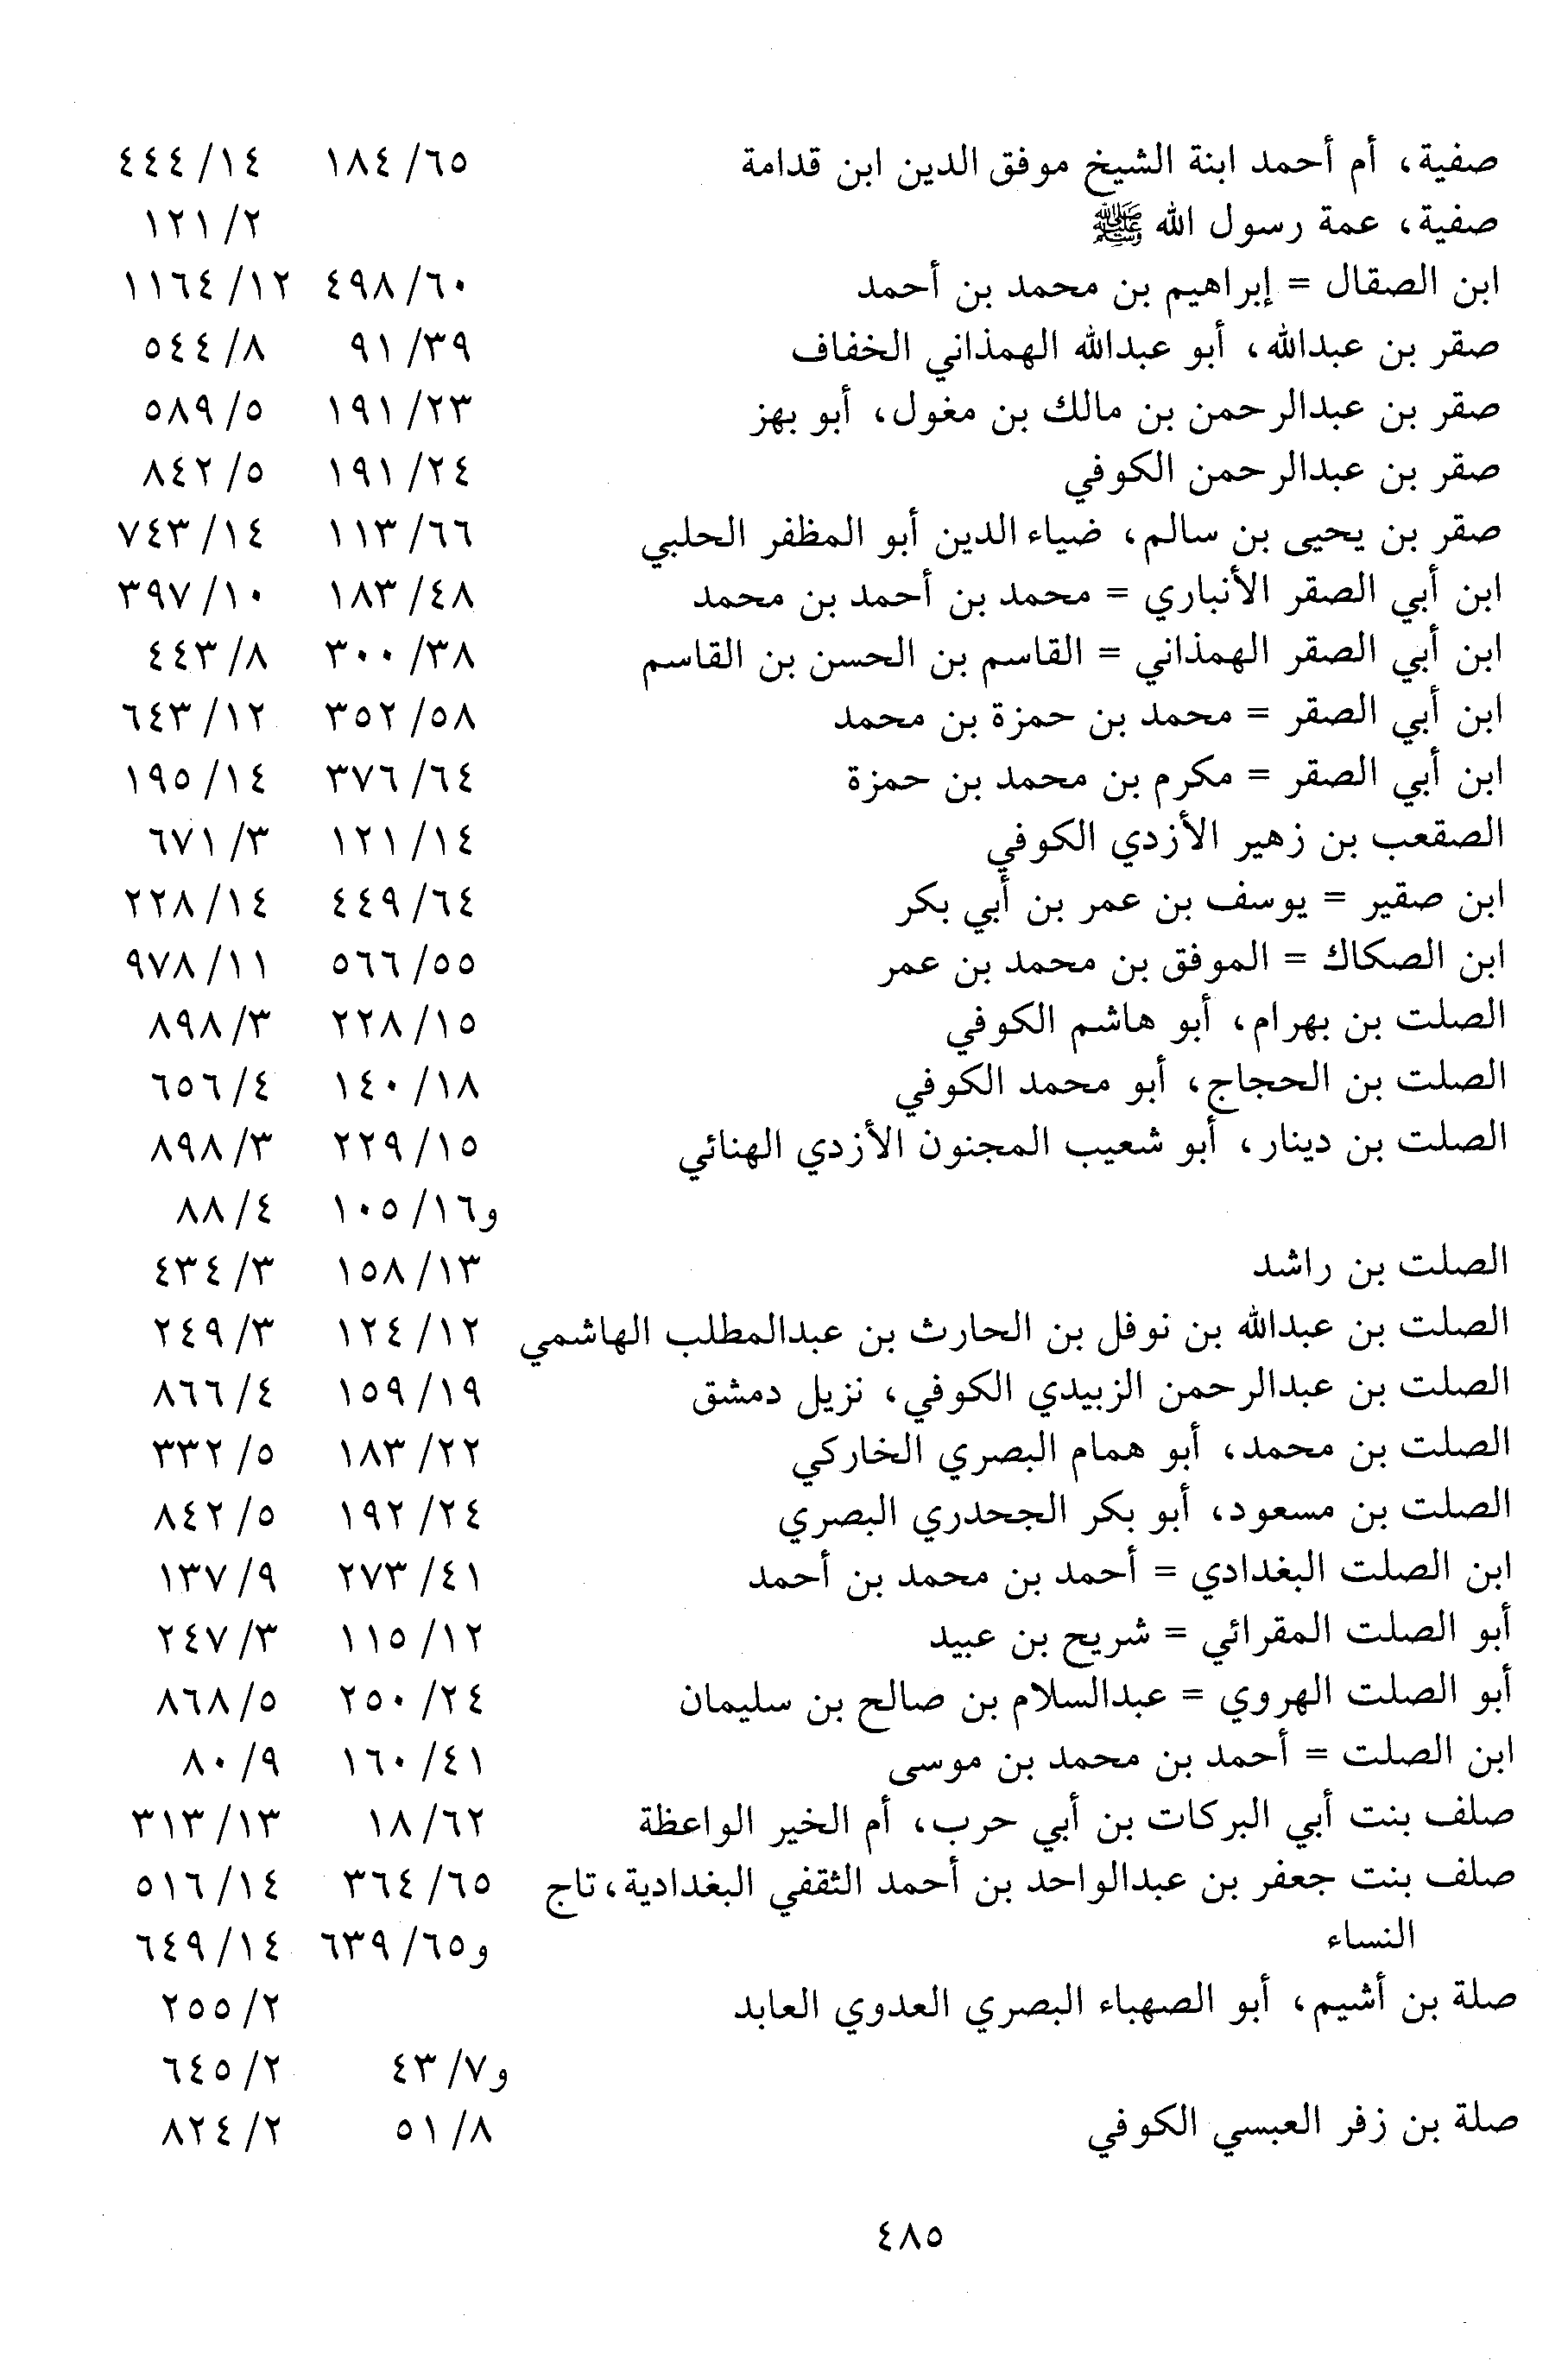 صفية، أم أحمد ابنة الشيخ موفق الدين ابن قدامة ٦٥/ ١٨٤ ١٤/ ٤٤٤
صفية، عمة رسول الله ﷺ ٢/ ١٢١
ابن الصقال = إبراهيم بن محمد بن أحمد ٦٠/ ٤٩٨ ١٢/ ١١٦٤
صقر بن عبدالله، أبو عبدالله الهمذاني الخفاف ٣٩/ ٩١ ٨/ ٥٤٤
صقر بن عبدالرحمن بن مالك بن مغول، أبو بهز ٢٣/ ١٩١ ٥/ ٥٨٩
صقر بن عبدالرحمن الكوفي ٢٤/ ١٩١ ٥/ ٨٤٢
صقر بن يحيى بن سالم، ضياء الدين أبو المظفر الحلبي ٦٦/ ١١٣ ١٤/ ٧٤٣
ابن أبي الصقر الأنباري = محمد بن أحمد بن محمد ٤٨/ ١٨٣ ١٠/ ٣٩٧
ابن أبي الصقر الهمذاني = القاسم بن الحسن بن القاسم ٣٨/ ٣٠٠ ٨/ ٤٤٣
ابن أبي الصقر = محمد بن حمزة بن محمد ٥٨/ ٣٥٢ ١٢/ ٦٤٣
ابن أبي الصقر = مكرم بن محمد بن حمزة ٦٤/ ٣٧٦ ١٤/ ١٩٥
الصقعب بن زهير الأزدي الكوفي ١٤/ ١٢١ ٣/ ٦٧١
ابن صقير = يوسف بن عمر بن أبي بكر ٦٤/ ٤٤٩ ١٤/ ٢٢٨
ابن الصكاك = الموفق بن محمد بن عمر ٥٥/ ٥٦٦ ١١/ ٩٧٨
الصلت بن بهرام، أبو هاشم الكوفي ١٥/ ٢٢٨ ٣/ ٨٩٨
الصلت بن الحجاج، أبو محمد الكوفي ١٨/ ١٤٠ ٤/ ٦٥٦
الصلت بن دينار، أبو شعيب المجنون الأزدي الهنائي ١٥/ ٢٢٩ ٣/ ٨٩٨
و١٦/ ١٠٥ ٤/ ٨٨
الصلت بن راشد ١٣/ ١٥٨ ٣/ ٤٣٤
الصلت بن عبدالله بن نوفل بن الحارث بن عبدالمطلب الهاشمي ١٢/ ١٢٤ ٣/ ٢٤٩
الصلت بن عبدالرحمن الزبيدي الكوفي، نزيل دمشق ١٩/ ١٥٩ ٤/ ٨٦٦
الصلت بن محمد، أبو همام البصري الخاركي ٢٢/ ١٨٣ ٥/ ٣٣٢
الصلت بن مسعود، أبو بكر الجحدري البصري ٢٤/ ١٩٢ ٥/ ٨٤٢
ابن الصلت البغدادي = أحمد بن محمد بن أحمد ٤١/ ٢٧٣ ٩/ ١٣٧
أبو الصلت المقرائي = شريح بن عبيد ١٢/ ١١٥ ٣/ ٢٤٧
أبو الصلت الهروي = عبدالسلام بن صالح بن سليمان ٢٤/ ٢٥٠ ٥/ ٨٦٨
ابن الصلت = أحمد بن محمد بن موسى ٤١/ ١٦٠ ٩/ ٨٠
صلف بنت أبي البركات بن أبي حرب، أم الخير الواعظة ٦٢/ ١٨ ١٣/ ٣١٣
صلف بنت جعفر بن عبدالواحد بن أحمد الثقفي البغدادية، تاج ٦٥/ ٣٦٤ ١٤/ ٥١٦
النساء و٦٥/ ٦٣٩ ١٤/ ٦٤٩
صلة بن أشيم، أبو الصهباء البصري العدوي العابد ٢/ ٢٥٥
و٧/ ٤٣ ٢/ ٦٤٥
صلة بن زفر العبسي الكوفي ٨/ ٥١ ٢/ ٨٢٤
٤٨٥